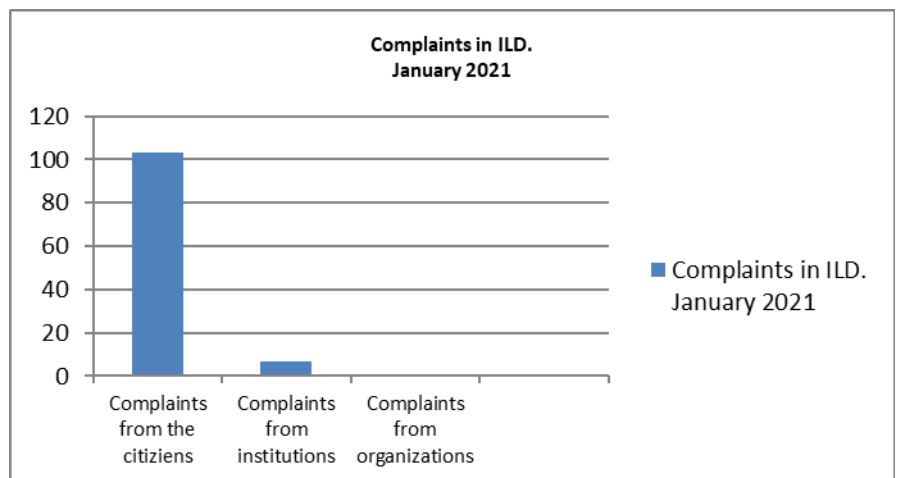 Complaints in ILD.
January 2021
120
100
80
60
40
20
0
Complaints
from the
citiziens
Complaints
from
institutions
Complaints
from
organizations
Complaints in ILD.
January 2021